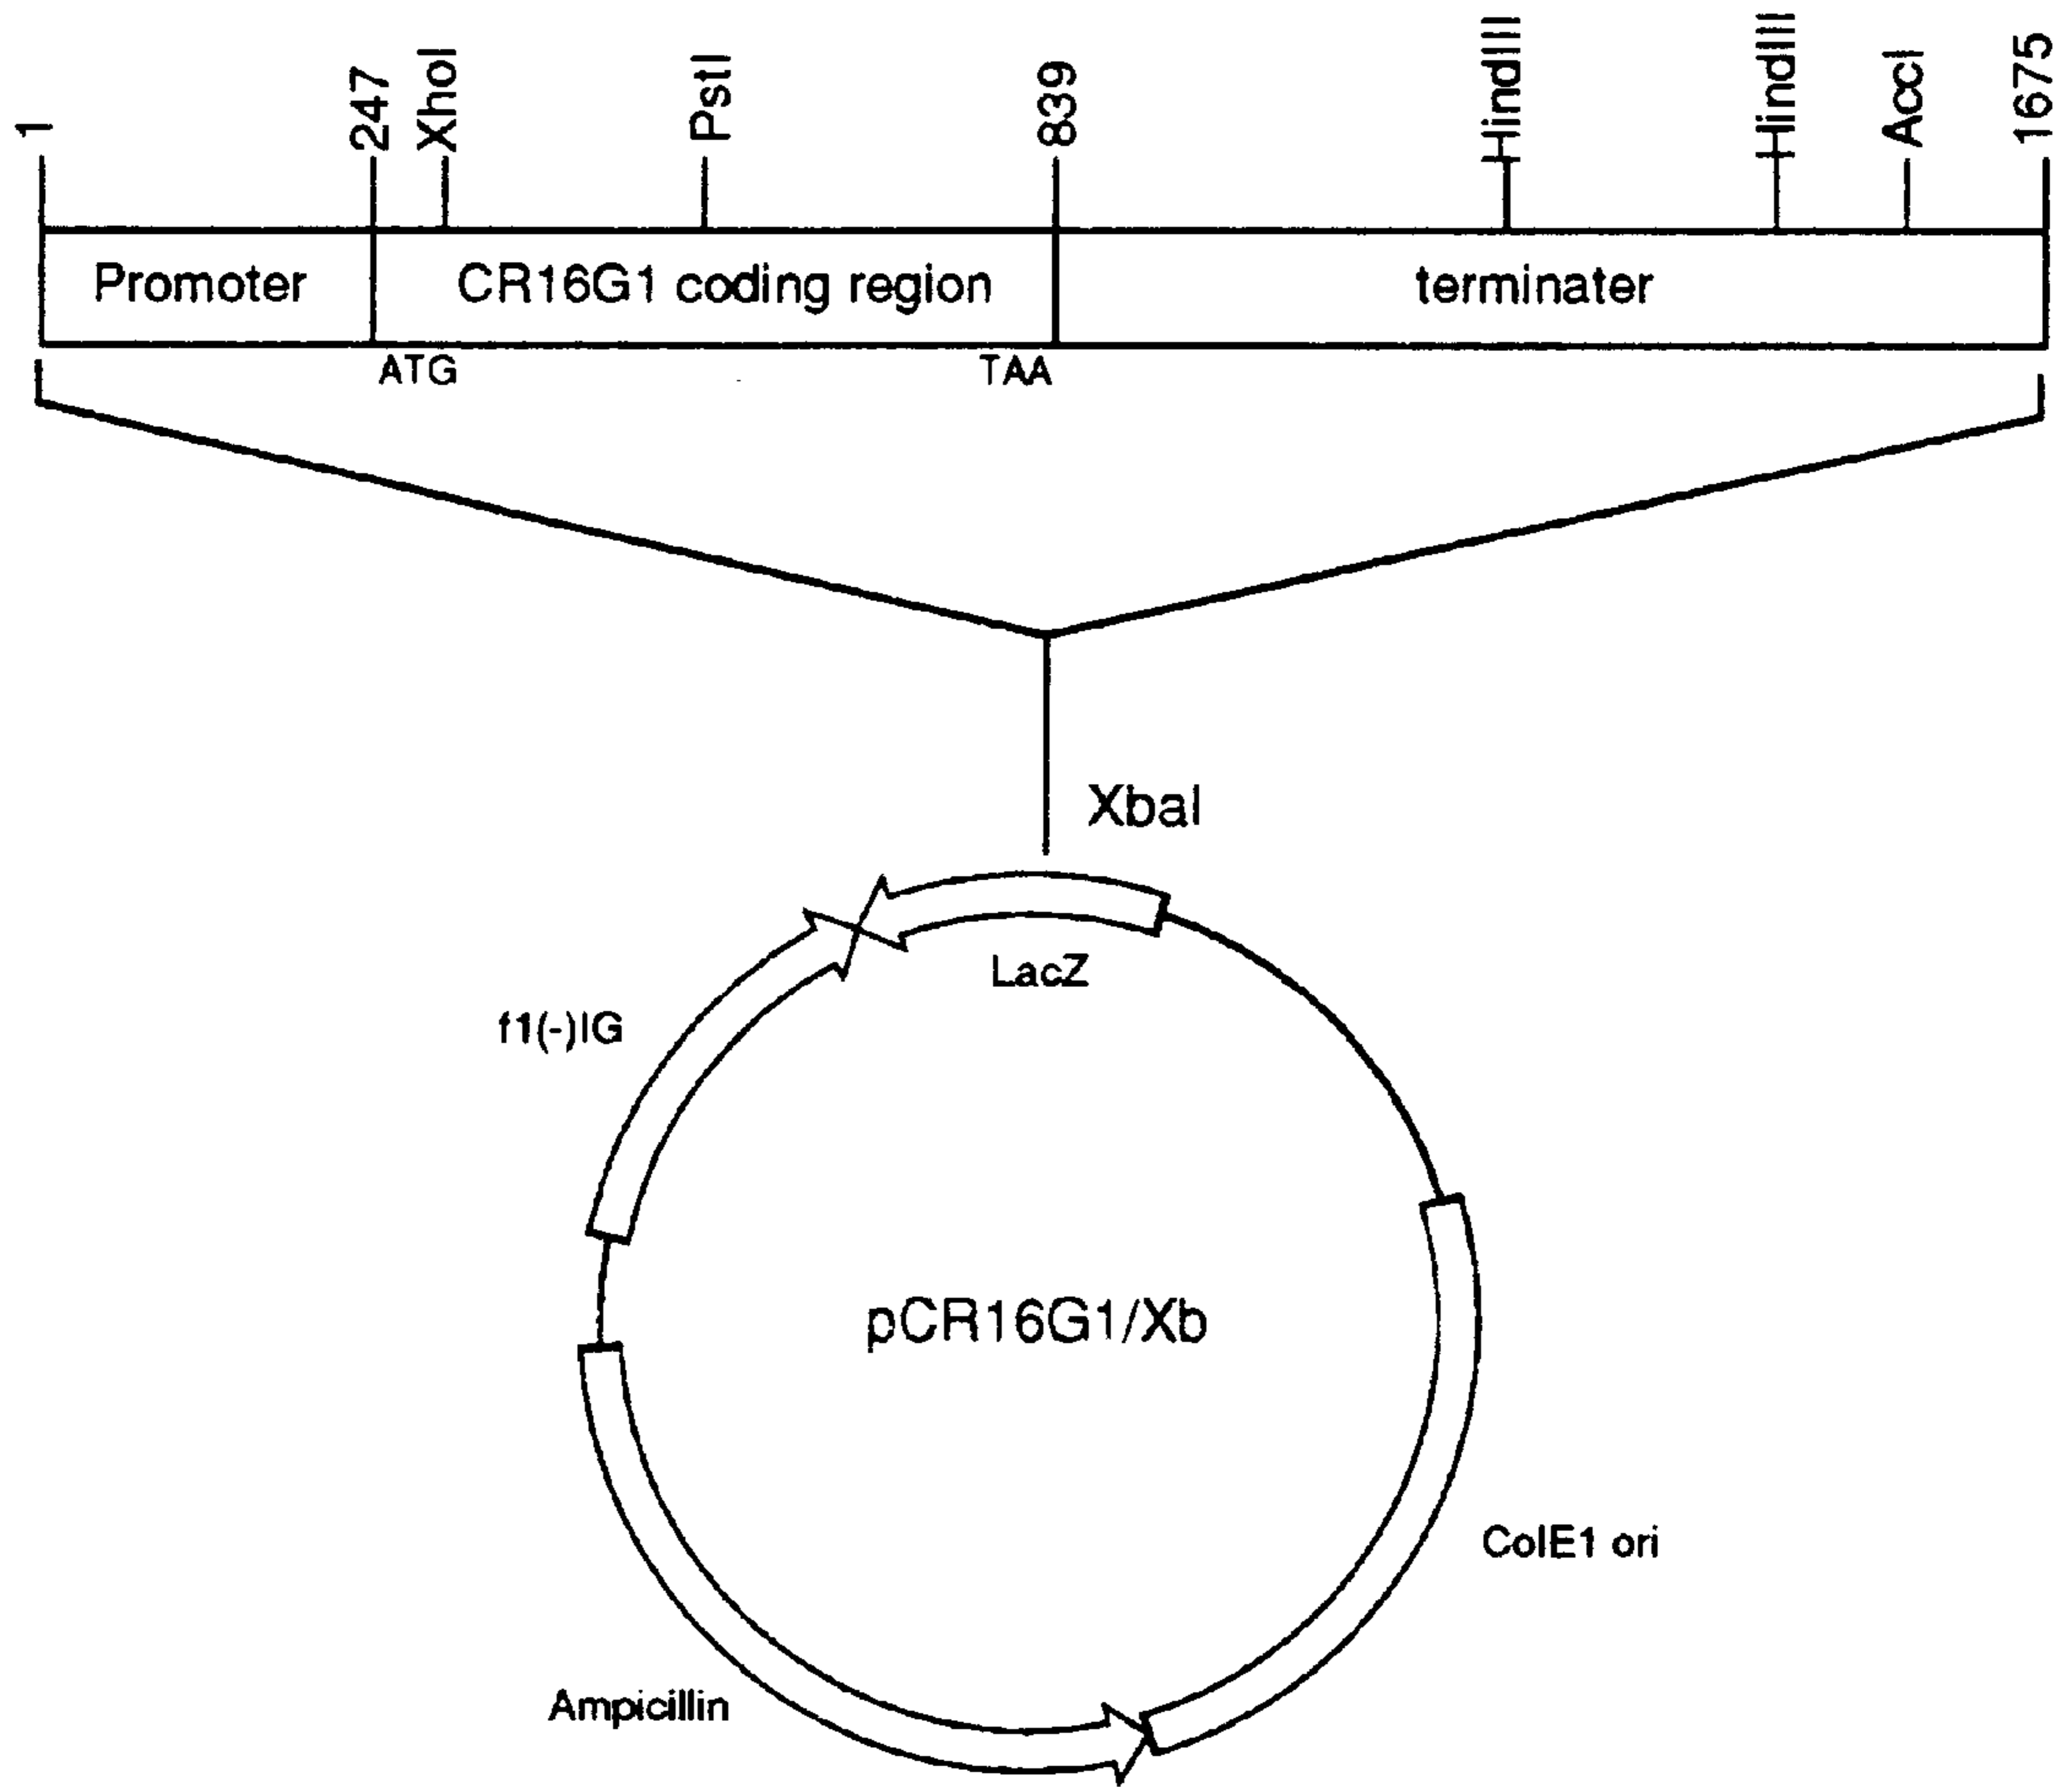 1
247
XhoI
PstI
839
HindIII
HindIII
AccI
1675
Promoter
CR16G1 coding region
terminater
ATG
TAA
XbaI
LacZ
f1(-)IG
pCR16G1/Xb
ColE1 ori
Ampicillin